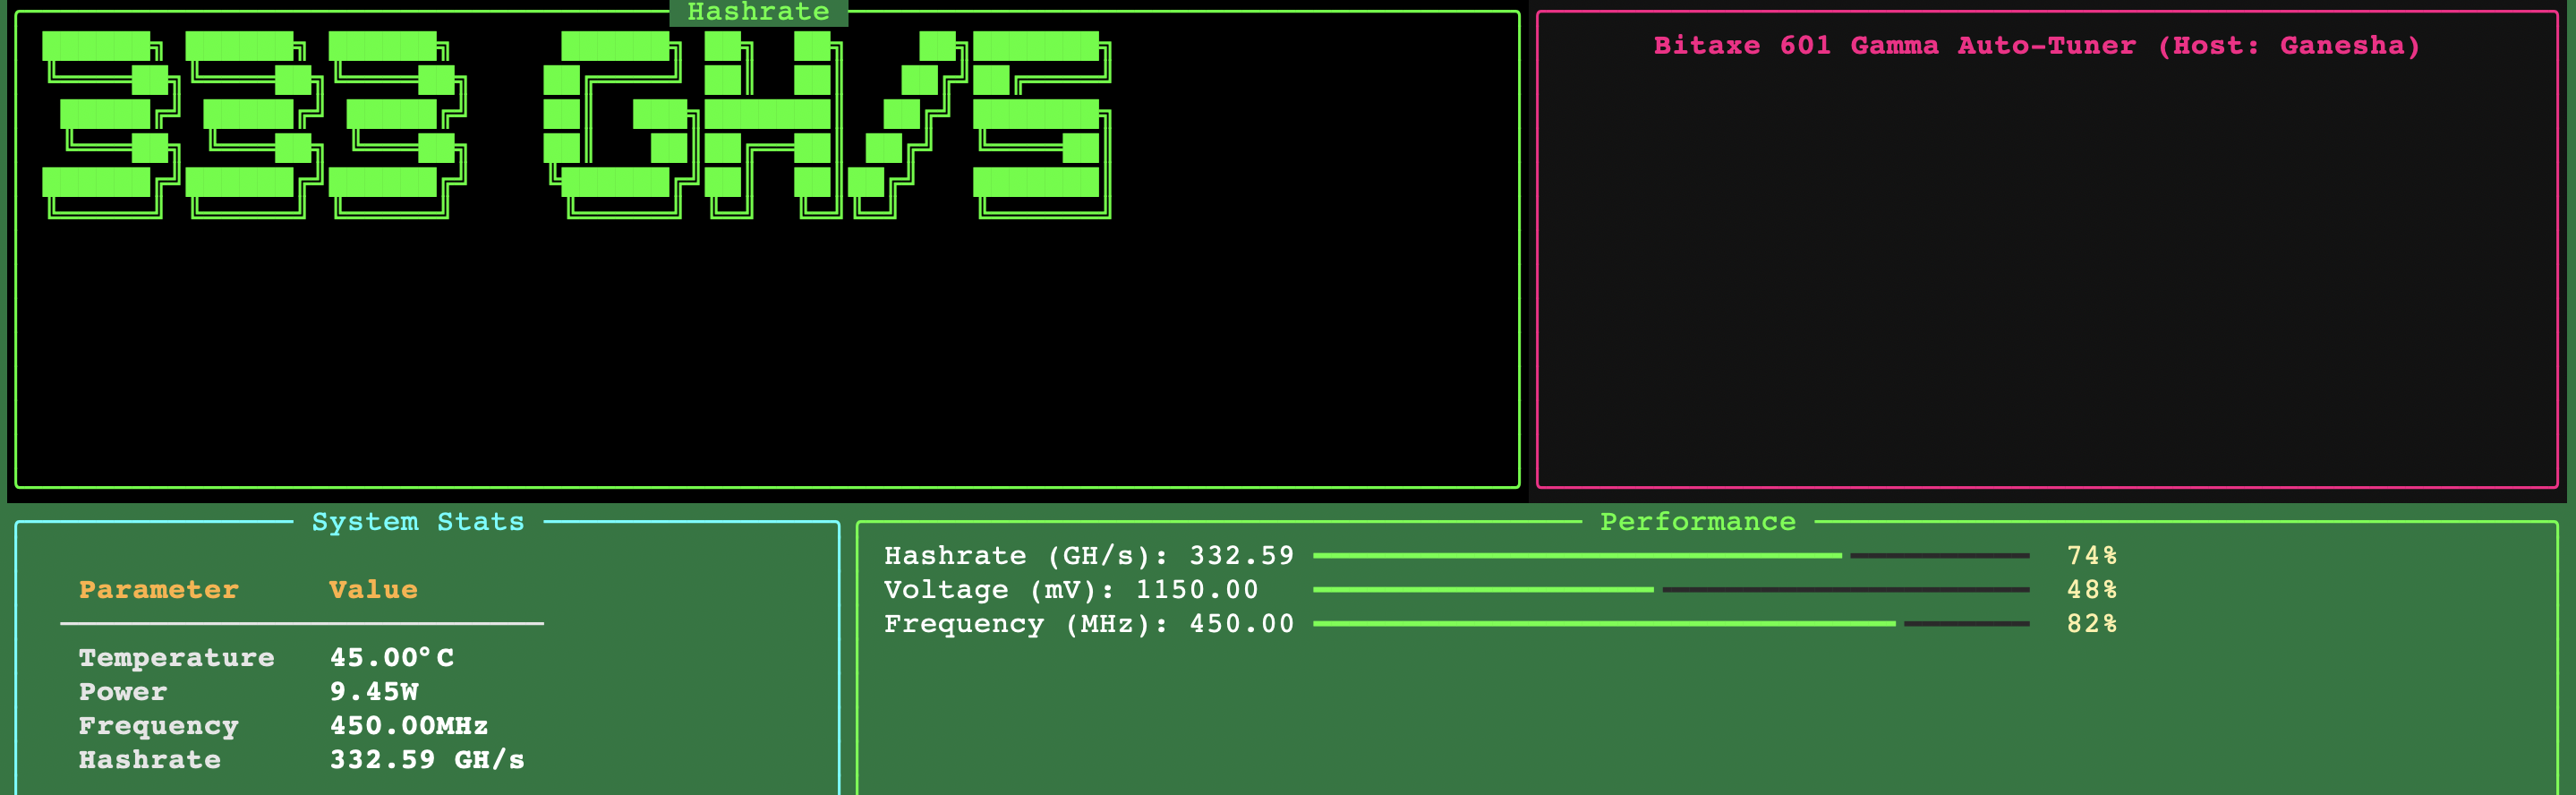 Hashrate
333 GH/S
Bitaxe 601 Gamma Auto-Tuner (Host: Ganesha)
System Stats
Parameter Value
Temperature 45.00°C
Power 9.45W
Frequency 450.00MHz
Hashrate 332.59 GH/s
Performance
Hashrate (GH/s): 332.59 74%
Voltage (mV): 1150.00 48%
Frequency (MHz): 450.00 82%